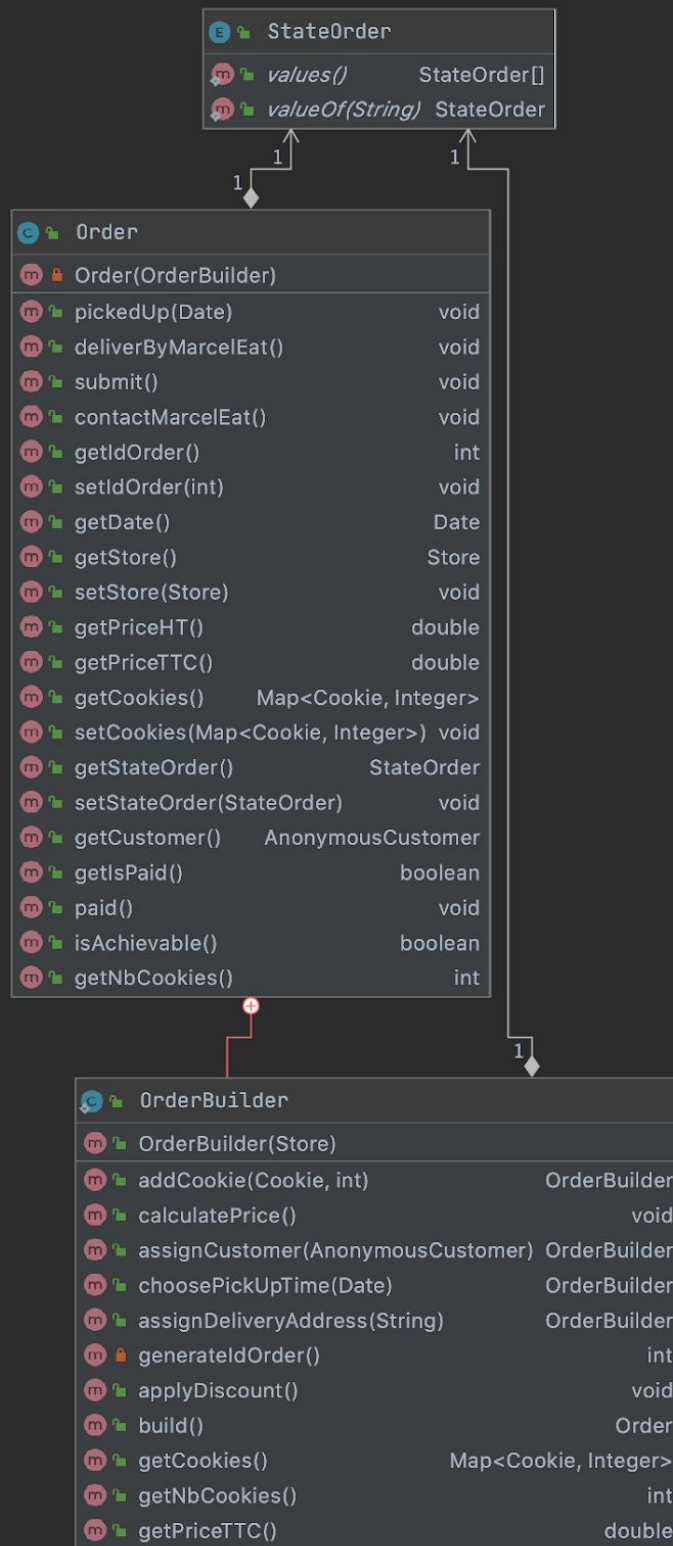 E StateOrder
m values() StateOrder[]
m valueOf(String) StateOrder
1 1
1
C Order
m Order(OrderBuilder)
m pickedUp(Date) void
m deliverByMarcelEat() void
m submit() void
m contactMarcelEat() void
m getIdOrder() int
m setIdOrder(int) void
m getDate() Date
m getStore() Store
m setStore(Store) void
m getPriceHT() double
m getPriceTTC() double
m getCookies() Map<Cookie, Integer>
m setCookies(Map<Cookie, Integer>) void
m getStateOrder() StateOrder
m setStateOrder(StateOrder) void
m getCustomer() AnonymousCustomer
m getIsPaid() boolean
m paid() void
m isAchievable() boolean
m getNbCookies() int
1
C OrderBuilder
m OrderBuilder(Store)
m addCookie(Cookie, int) OrderBuilder
m calculatePrice() void
m assignCustomer(AnonymousCustomer) OrderBuilder
m choosePickUpTime(Date) OrderBuilder
m assignDeliveryAddress(String) OrderBuilder
m generateIdOrder() int
m applyDiscount() void
m build() Order
m getCookies() Map<Cookie, Integer>
m getNbCookies() int
m getPriceTTC() double